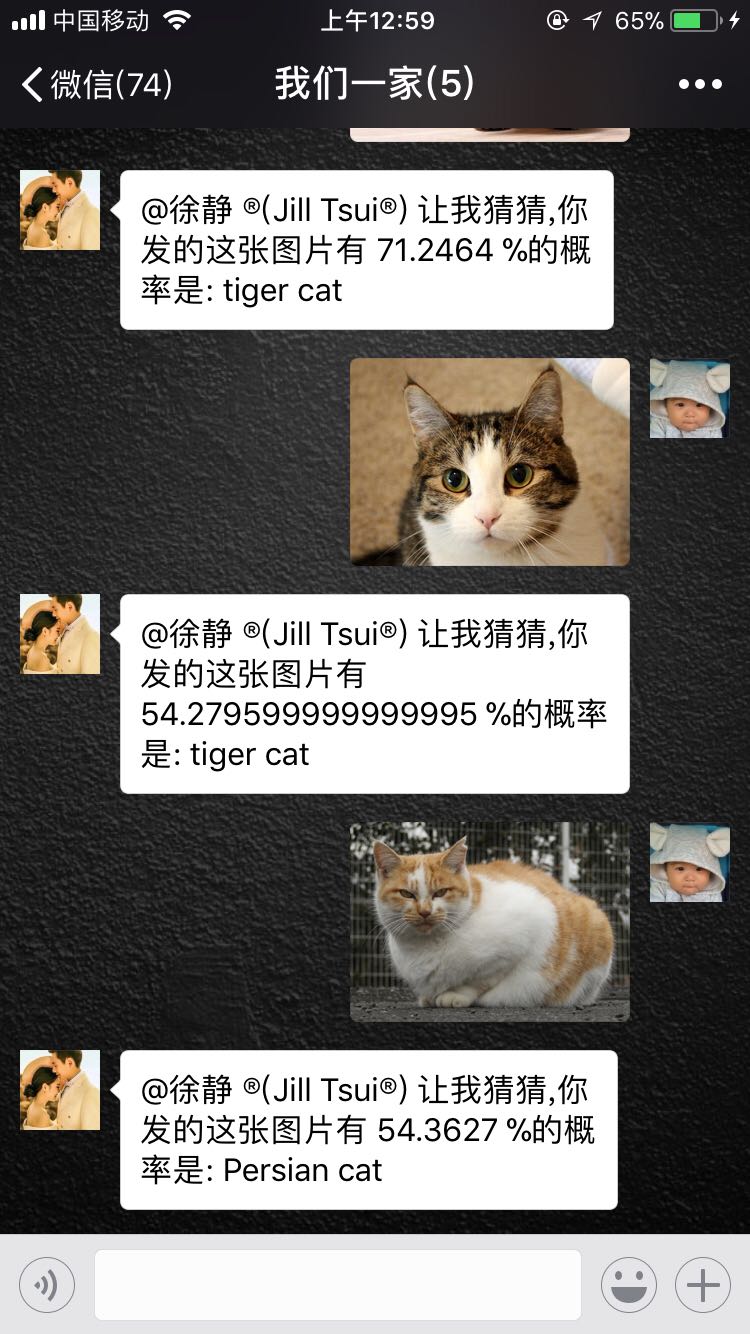 中国移动 上午12:59 65%
微信(74) 我们一家(5)
@徐静 ®(Jill Tsui®) 让我猜猜,你
发的这张图片有 71.2464 %的概
率是: tiger cat
@徐静 ®(Jill Tsui®) 让我猜猜,你
发的这张图片有
54.279599999999995 %的概率
是: tiger cat
@徐静 ®(Jill Tsui®) 让我猜猜,你
发的这张图片有 54.3627 %的概
率是: Persian cat